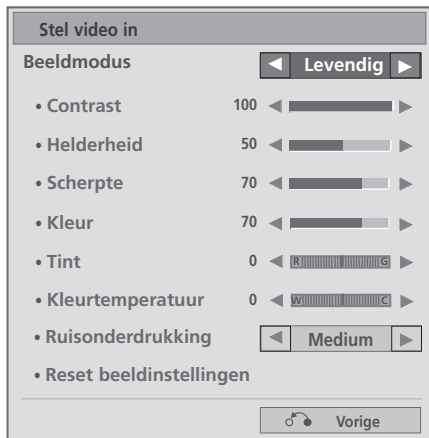 Stel video in
Beeldmodus ◄ Levendig ►
• Contrast 100 ◄ ►
• Helderheid 50 ◄ ►
• Scherpte 70 ◄ ►
• Kleur 70 ◄ ►
• Tint 0 ◄ R G ►
• Kleurtemperatuur 0 ◄ W C ►
• Ruisonderdrukking ◄ Medium ►
• Reset beeldinstellingen
Vorige